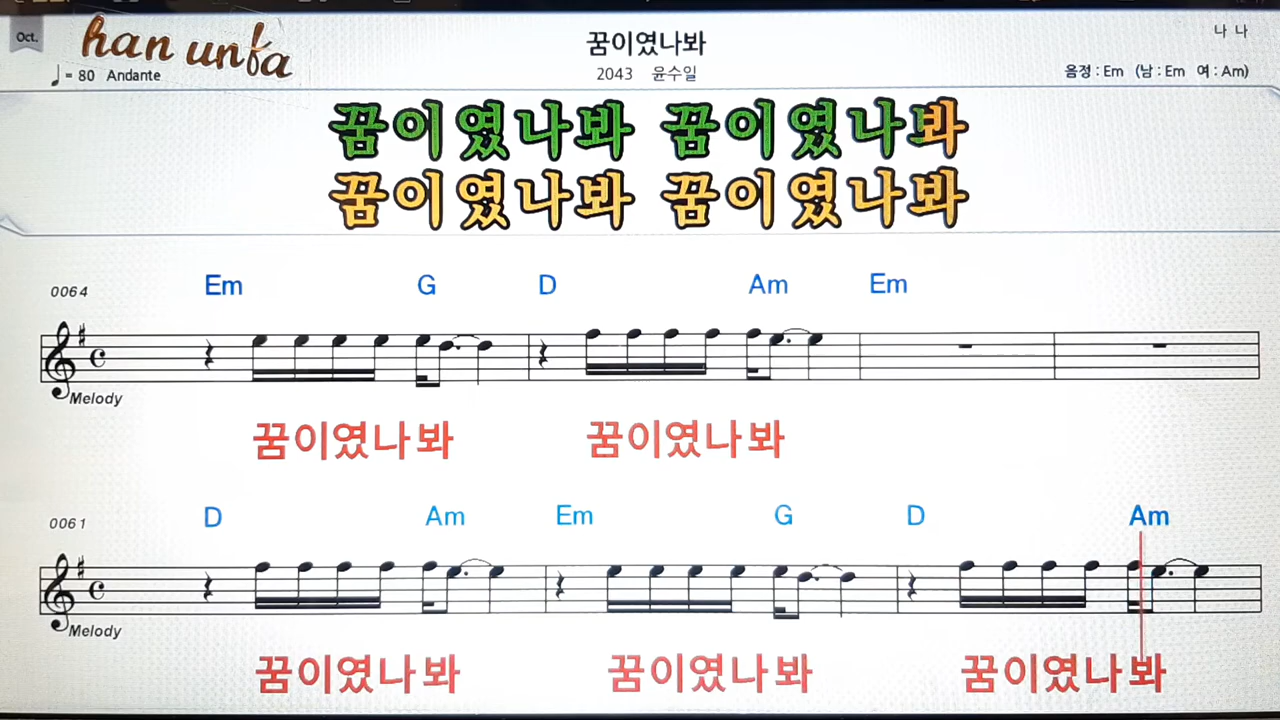 Oct.
han unfa
= 80 Andante
꿈이였나봐
2043 윤수일
나 나
음정 : Em (남 : Em 여 : Am)
꿈이였나봐 꿈이였나봐
꿈이였나봐 꿈이였나봐
0064
Em G D Am Em
Melody
꿈이였나봐 꿈이였나봐
0061
D Am Em G D Am
Melody
꿈이였나봐 꿈이였나봐 꿈이였나봐